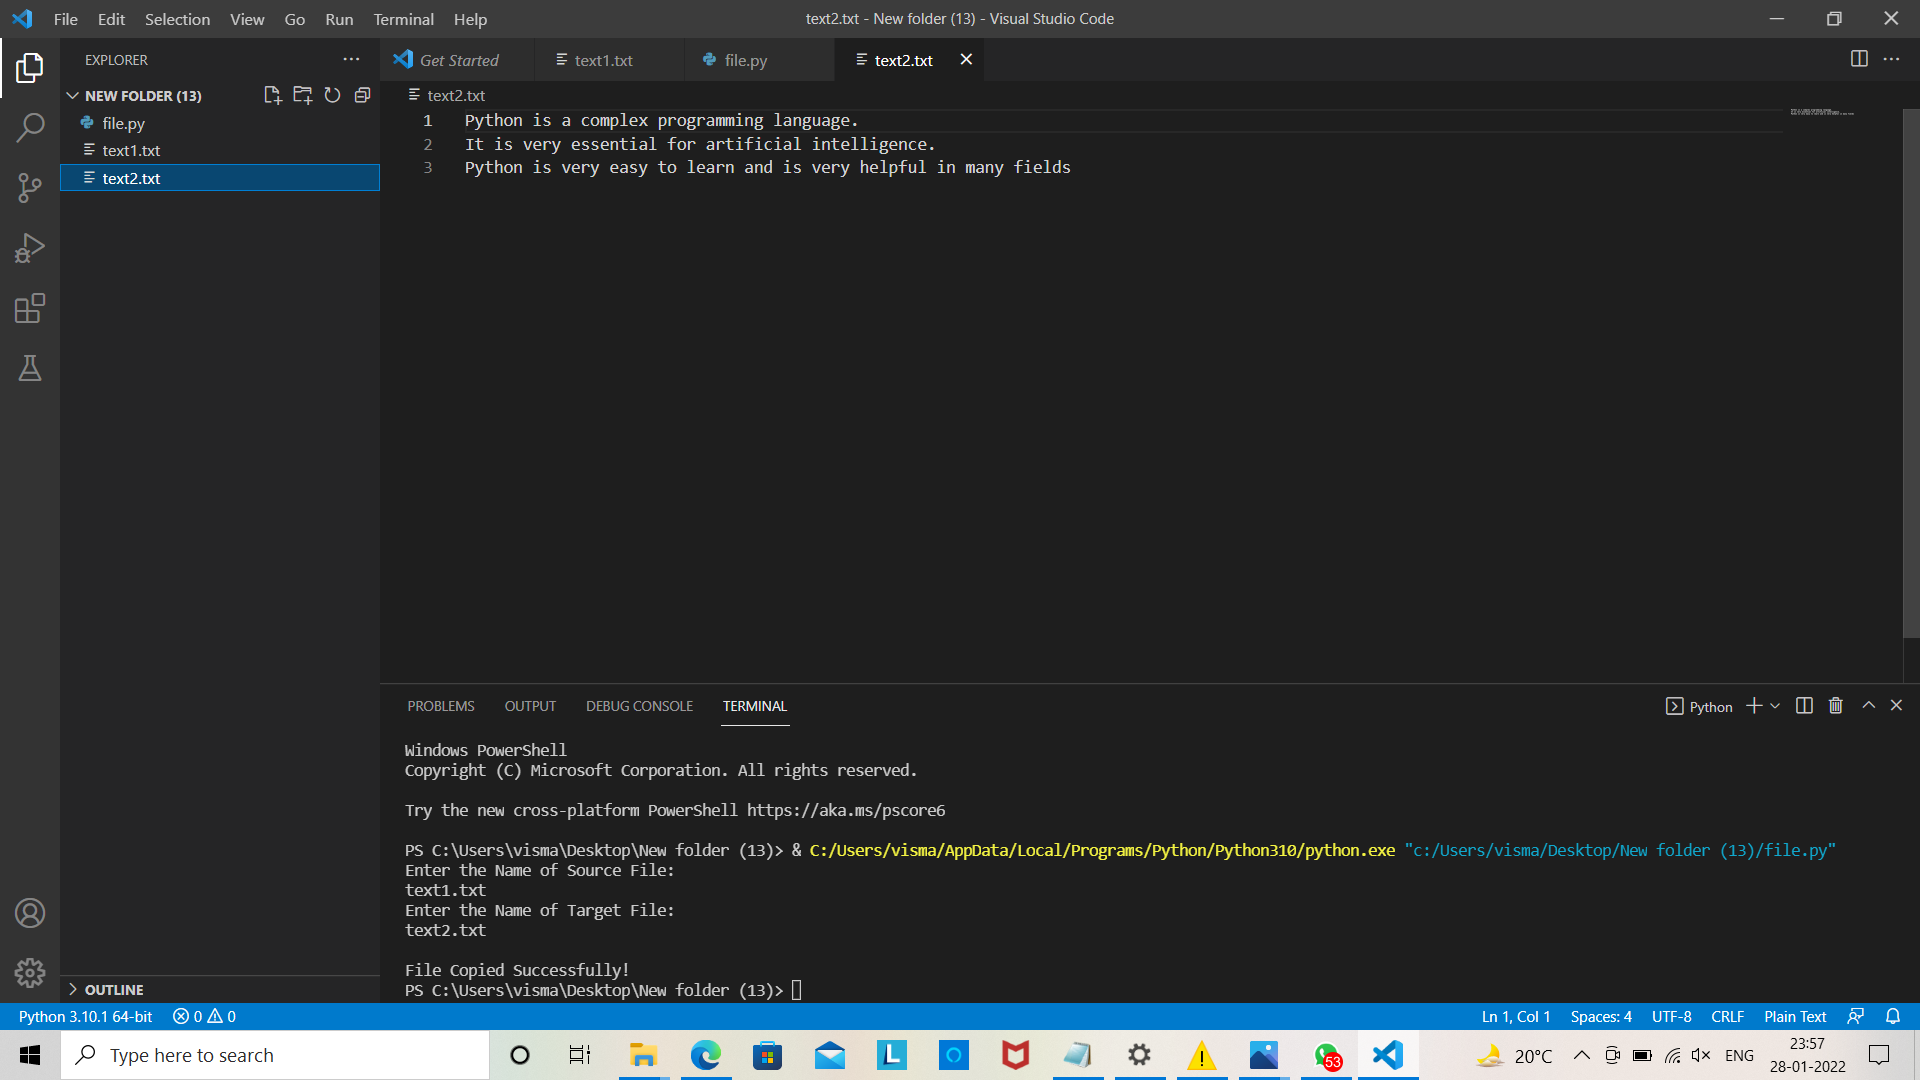 File Edit Selection View Go Run Terminal Help
text2.txt - New folder (13) - Visual Studio Code
EXPLORER
Get Started
text1.txt
file.py
text2.txt
NEW FOLDER (13)
file.py
text1.txt
text2.txt
text2.txt
1 Python is a complex programming language.
2 It is very essential for artificial intelligence.
3 Python is very easy to learn and is very helpful in many fields
PROBLEMS OUTPUT DEBUG CONSOLE TERMINAL
Python
Windows PowerShell
Copyright (C) Microsoft Corporation. All rights reserved.
Try the new cross-platform PowerShell https://aka.ms/pscore6
PS C:\Users\visma\Desktop\New folder (13)> & C:/Users/visma/AppData/Local/Programs/Python/Python310/python.exe "c:/Users/visma/Desktop/New folder (13)/file.py"
Enter the Name of Source File:
text1.txt
Enter the Name of Target File:
text2.txt
File Copied Successfully!
PS C:\Users\visma\Desktop\New folder (13)>
OUTLINE
Python 3.10.1 64-bit 0 0
Ln 1, Col 1 Spaces: 4 UTF-8 CRLF Plain Text
Type here to search
L
53
20°C
ENG
23:57
28-01-2022